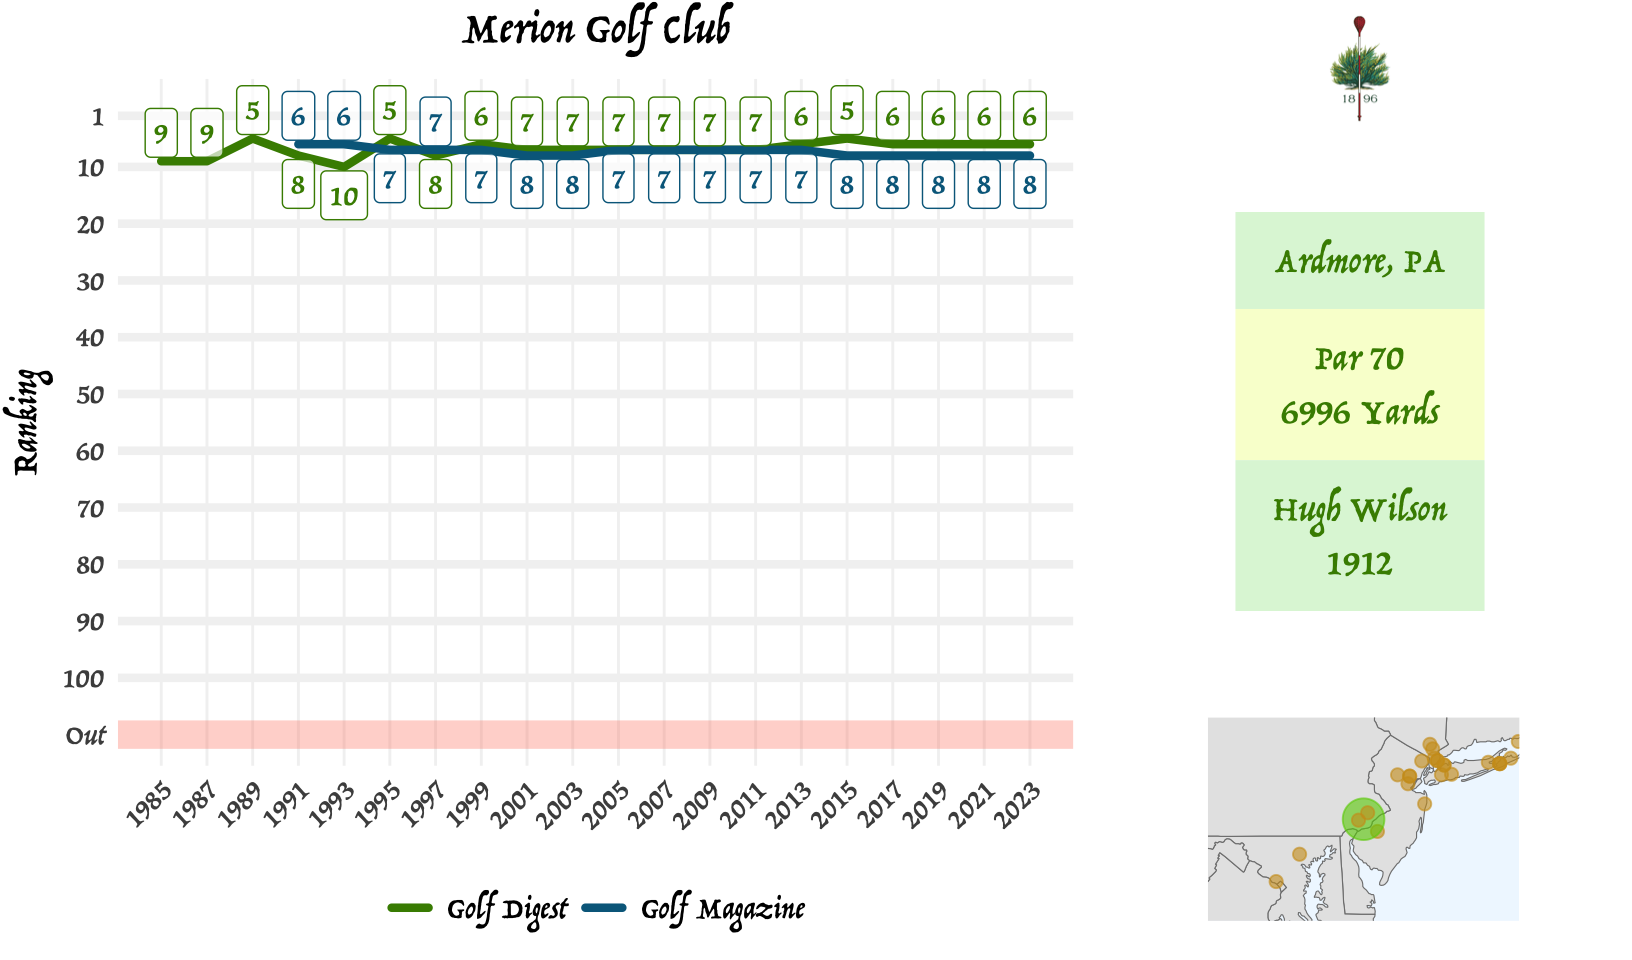 Merion Golf Club
18 96
9 9 5 6 6 5 7 6 7 7 7 7 7 7 6 5 6 6 6 6
8 10 7 8 7 8 8 7 7 7 7 7 8 8 8 8 8
Ranking
1
10
20
30
40
50
60
70
80
90
100
Out
1985 1987 1989 1991 1993 1995 1997 1999 2001 2003 2005 2007 2009 2011 2013 2015 2017 2019 2021 2023
Golf Digest Golf Magazine
Ardmore, PA
Par 70
6996 Yards
Hugh Wilson
1912